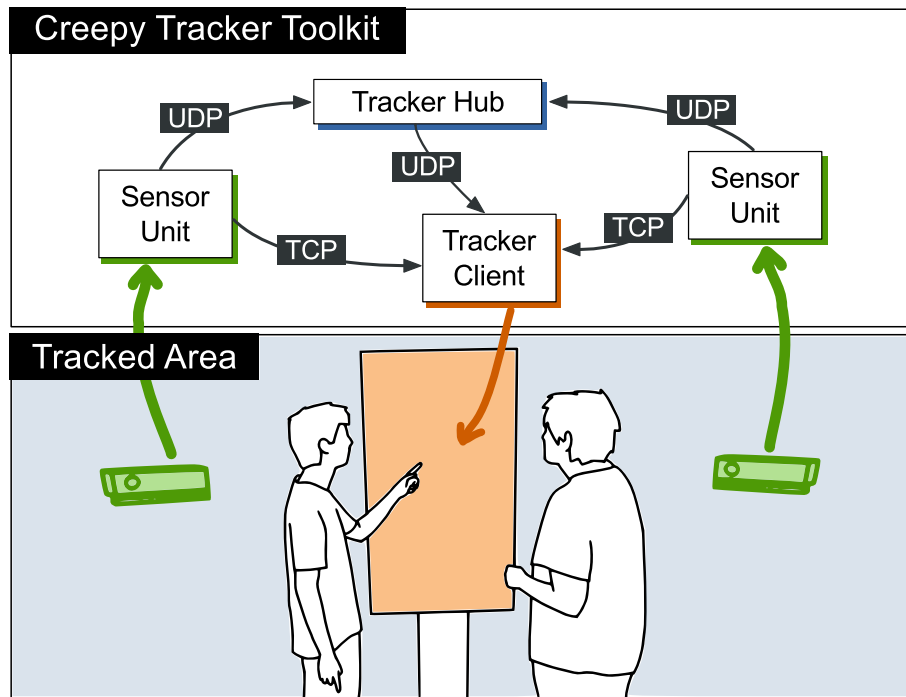 Creepy Tracker Toolkit
Tracker Hub
UDP
UDP
UDP
Sensor
Unit
Sensor
Unit
TCP
TCP
Tracker
Client
Tracked Area